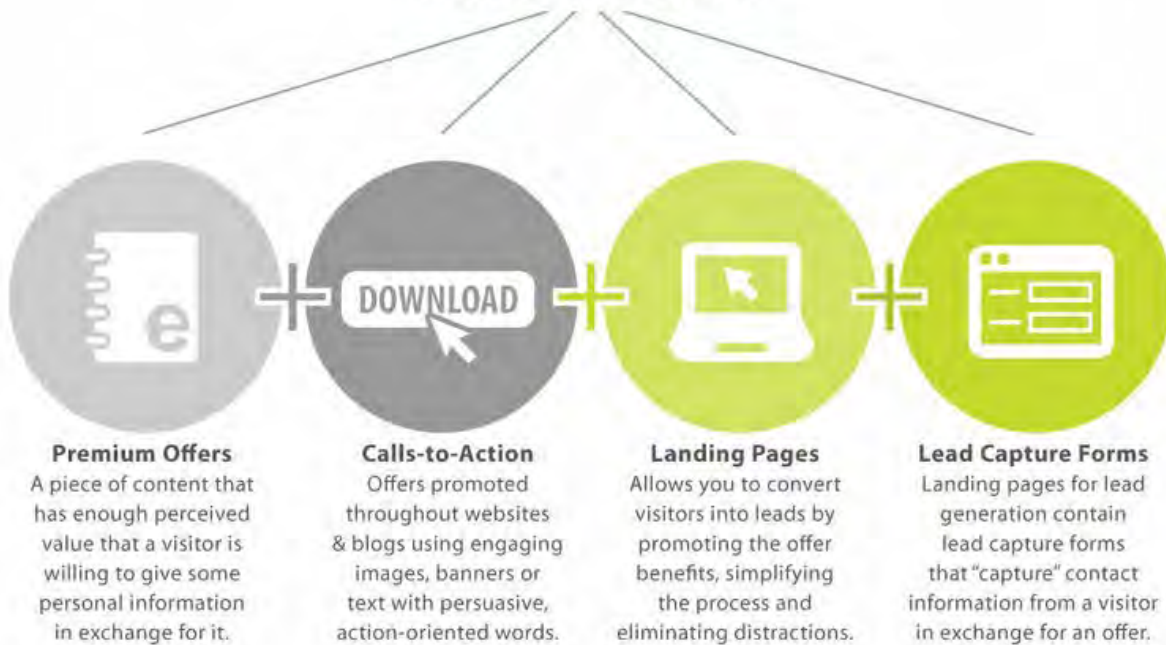 e
DOWNLOAD
Premium Offers
A piece of content that
has enough perceived
value that a visitor is
willing to give some
personal information
in exchange for it.
Calls-to-Action
Offers promoted
throughout websites
& blogs using engaging
images, banners or
text with persuasive,
action-oriented words.
Landing Pages
Allows you to convert
visitors into leads by
promoting the offer
benefits, simplifying
the process and
eliminating distractions.
Lead Capture Forms
Landing pages for lead
generation contain
lead capture forms
that “capture” contact
information from a visitor
in exchange for an offer.